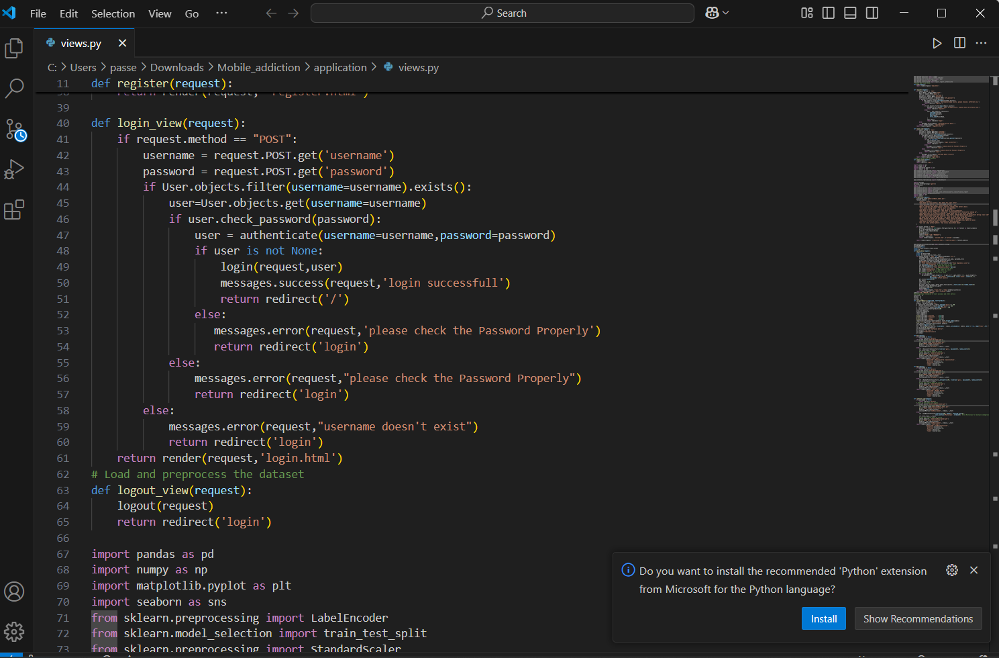 File Edit Selection View Go ··· Search
views.py
C: > Users > passe > Downloads > Mobile_addiction > application > views.py
11 def register(request):
39
40 def login_view(request):
41 if request.method == "POST":
42 username = request.POST.get('username')
43 password = request.POST.get('password')
44 if User.objects.filter(username=username).exists():
45 user=User.objects.get(username=username)
46 if user.check_password(password):
47 user = authenticate(username=username,password=password)
48 if user is not None:
49 login(request,user)
50 messages.success(request,'login successfull')
51 return redirect('/')
52 else:
53 messages.error(request,'please check the Password Properly')
54 return redirect('login')
55 else:
56 messages.error(request,"please check the Password Properly")
57 return redirect('login')
58 else:
59 messages.error(request,"username doesn't exist")
60 return redirect('login')
61 return render(request,'login.html')
62 # Load and preprocess the dataset
63 def logout_view(request):
64 logout(request)
65 return redirect('login')
66
67 import pandas as pd
68 import numpy as np
69 import matplotlib.pyplot as plt
70 import seaborn as sns
71 from sklearn.preprocessing import LabelEncoder
72 from sklearn.model_selection import train_test_split
73 from sklearn.preprocessing import StandardScaler
Do you want to install the recommended 'Python' extension
from Microsoft for the Python language?
Install Show Recommendations